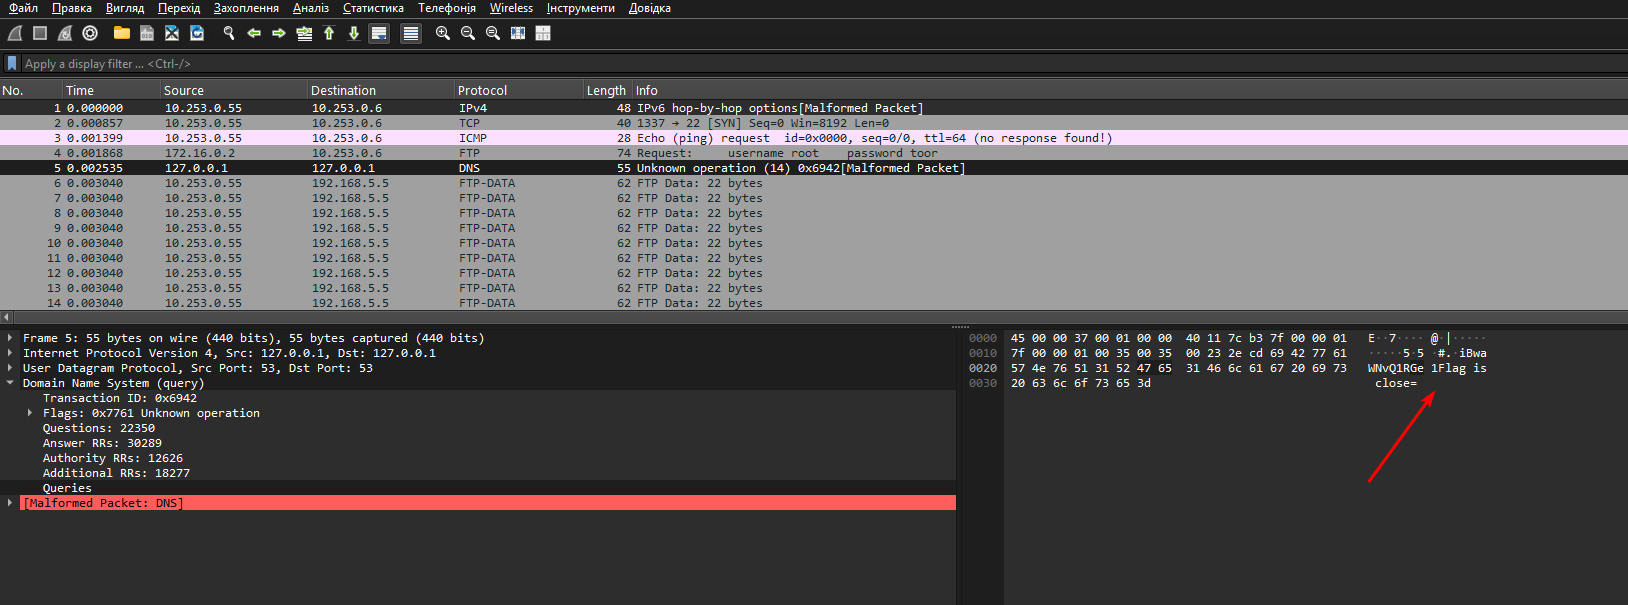 Файл Правка Вигляд Перехід Захоплення Аналіз Статистика Телефонія Wireless Інструменти Довідка
Apply a display filter ... <Ctrl-/>
No. Time Source Destination Protocol Length Info
1 0.000000 10.253.0.55 10.253.0.6 IPv4 48 IPv6 hop-by-hop options[Malformed Packet]
2 0.000857 10.253.0.55 10.253.0.6 TCP 40 1337 → 22 [SYN] Seq=0 Win=8192 Len=0
3 0.001399 10.253.0.55 10.253.0.6 ICMP 28 Echo (ping) request id=0x0000, seq=0/0, ttl=64 (no response found!)
4 0.001868 172.16.0.2 10.253.0.6 FTP 74 Request: username root password toor
5 0.002535 127.0.0.1 127.0.0.1 DNS 55 Unknown operation (14) 0x6942[Malformed Packet]
6 0.003040 10.253.0.55 192.168.5.5 FTP-DATA 62 FTP Data: 22 bytes
7 0.003040 10.253.0.55 192.168.5.5 FTP-DATA 62 FTP Data: 22 bytes
8 0.003040 10.253.0.55 192.168.5.5 FTP-DATA 62 FTP Data: 22 bytes
9 0.003040 10.253.0.55 192.168.5.5 FTP-DATA 62 FTP Data: 22 bytes
10 0.003040 10.253.0.55 192.168.5.5 FTP-DATA 62 FTP Data: 22 bytes
11 0.003040 10.253.0.55 192.168.5.5 FTP-DATA 62 FTP Data: 22 bytes
12 0.003040 10.253.0.55 192.168.5.5 FTP-DATA 62 FTP Data: 22 bytes
13 0.003040 10.253.0.55 192.168.5.5 FTP-DATA 62 FTP Data: 22 bytes
14 0.003040 10.253.0.55 192.168.5.5 FTP-DATA 62 FTP Data: 22 bytes
Frame 5: 55 bytes on wire (440 bits), 55 bytes captured (440 bits)
Internet Protocol Version 4, Src: 127.0.0.1, Dst: 127.0.0.1
User Datagram Protocol, Src Port: 53, Dst Port: 53
Domain Name System (query)
Transaction ID: 0x6942
Flags: 0x7761 Unknown operation
Questions: 22350
Answer RRs: 30289
Authority RRs: 12626
Additional RRs: 18277
Queries
[Malformed Packet: DNS]
0000 45 00 00 37 00 01 00 00 40 11 7c b3 7f 00 00 01 E··7···· @·|·····
0010 7f 00 00 01 00 35 00 35 00 23 2e cd 69 42 77 61 ·····5·5 ·#.·iBwa
0020 57 4e 76 51 31 52 47 65 31 46 6c 61 67 20 69 73 WNvQ1RGe 1Flag is
0030 20 63 6c 6f 73 65 3d close=